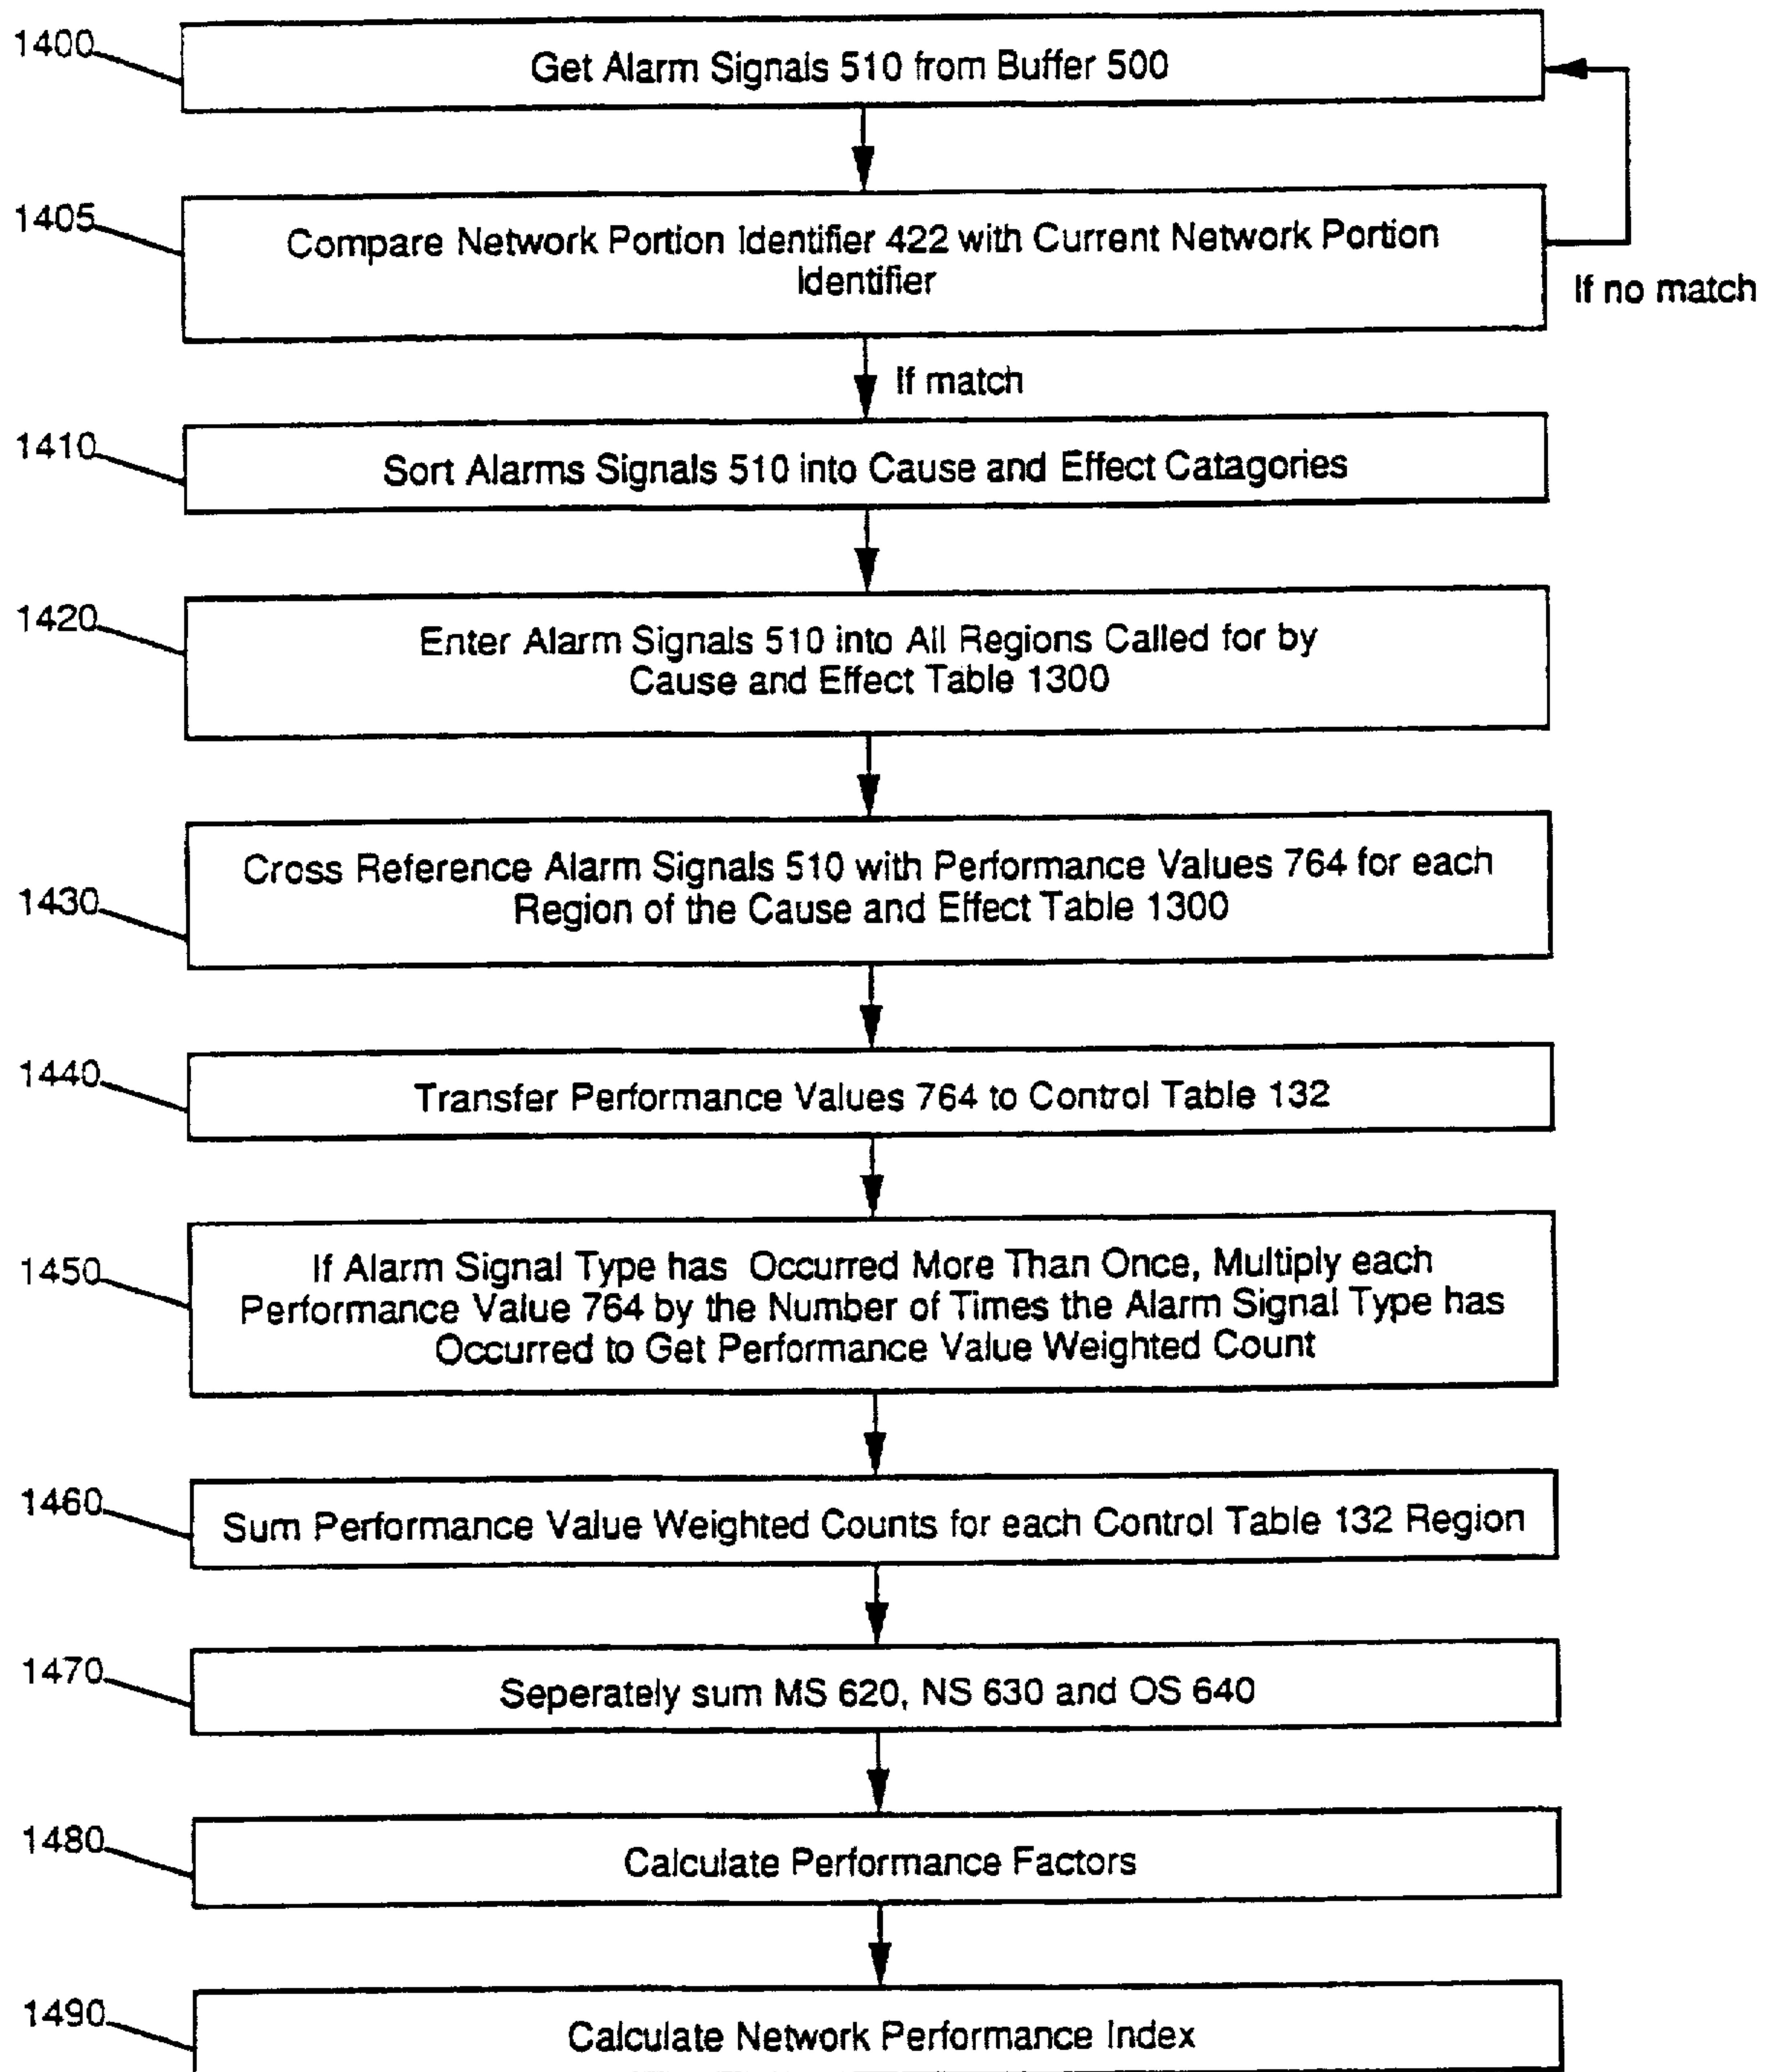 1400
Get Alarm Signals 510 from Buffer 500
1405
Compare Network Portion Identifier 422 with Current Network Portion
Identifier
If no match
If match
1410
Sort Alarms Signals 510 into Cause and Effect Catagories
1420
Enter Alarm Signals 510 into All Regions Called for by
Cause and Effect Table 1300
1430
Cross Reference Alarm Signals 510 with Performance Values 764 for each
Region of the Cause and Effect Table 1300
1440
Transfer Performance Values 764 to Control Table 132
1450
If Alarm Signal Type has Occurred More Than Once, Multiply each
Performance Value 764 by the Number of Times the Alarm Signal Type has
Occurred to Get Performance Value Weighted Count
1460
Sum Performance Value Weighted Counts for each Control Table 132 Region
1470
Seperately sum MS 620, NS 630 and OS 640
1480
Calculate Performance Factors
1490
Calculate Network Performance Index